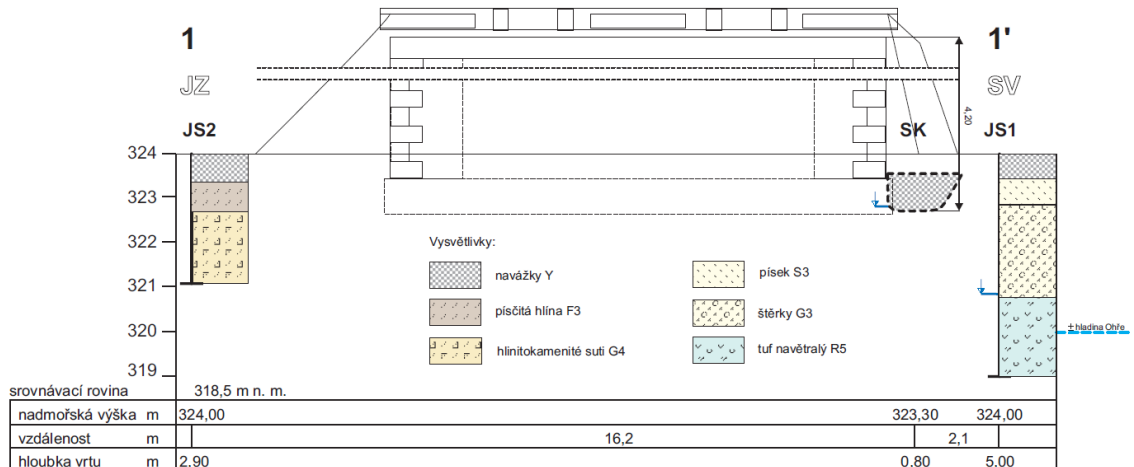 1
1'
JZ
SV
4,20
JS2
SK
JS1
324
323
322
321
320
319
Vysvětlivky:
navážky Y
písek S3
písčitá hlína F3
štěrky G3
hlinitokamenité suti G4
tuf navětralý R5
± hladina Ohře
srovnávací rovina 318,5 m n. m.
nadmořská výška m 324,00 323,30 324,00
vzdálenost m 16,2 2,1
hloubka vrtu m 2.90 0.80 5.00